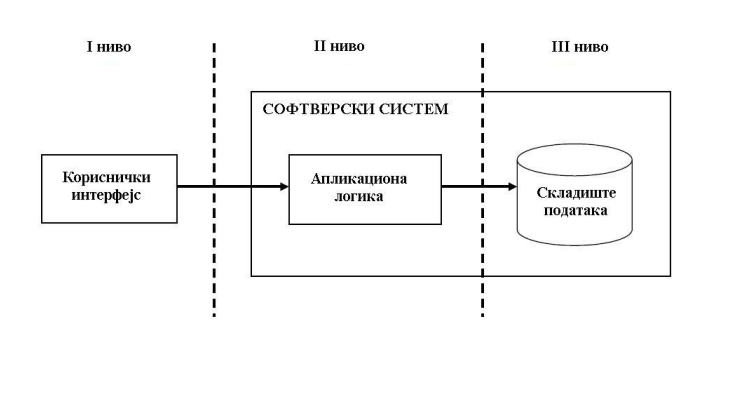 I ниво
II ниво
III ниво
СОФТВЕРСКИ СИСТЕМ
Кориснички
интерфејс
Апликациона
логика
Складиште
података